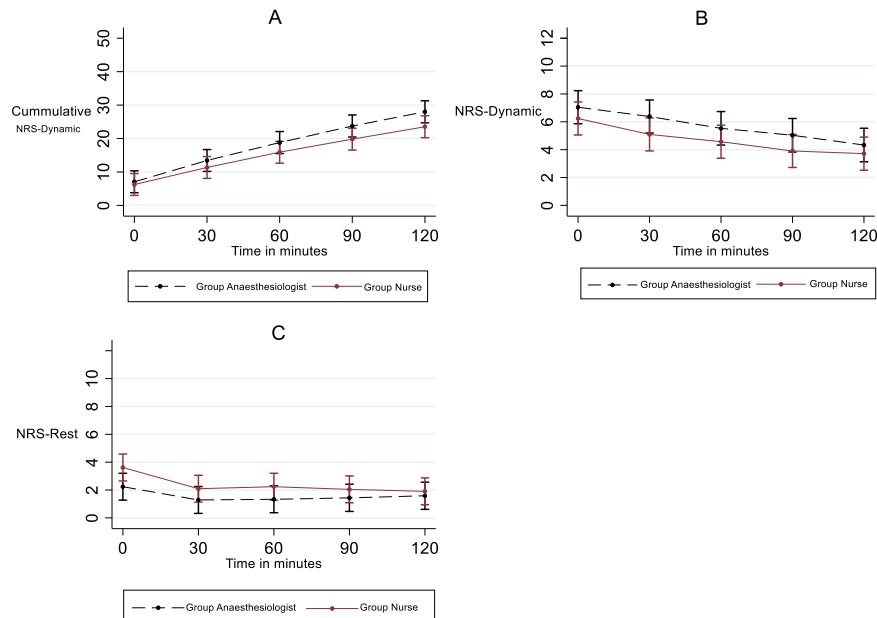 A
50
40
30
20
10
0
Cummulative
NRS-Dynamic
0 30 60 90 120
Time in minutes
Group Anaesthesiologist Group Nurse
B
12
10
8
6
4
2
0
NRS-Dynamic
0 30 60 90 120
Time in minutes
Group Anaesthesiologist Group Nurse
C
10
8
6
4
2
0
NRS-Rest
0 30 60 90 120
Time in minutes
Group Anaesthesiologist Group Nurse